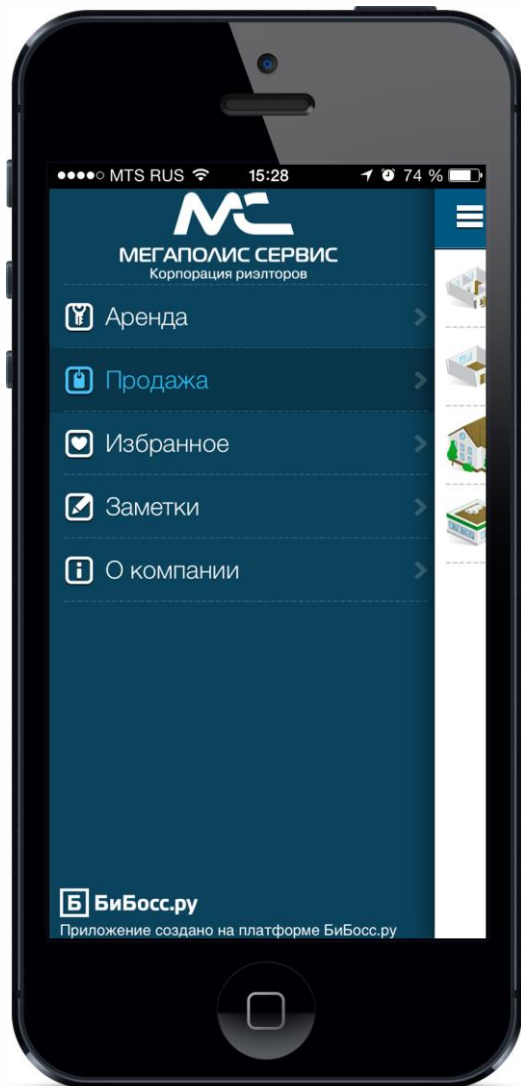 ●●●●○ MTS RUS 15:28 74 %
МС
МЕГАПОЛИС СЕРВИС
Корпорация риэлторов
Аренда
Продажа
Избранное
Заметки
О компании
Б БиБосс.ру
Приложение создано на платформе БиБосс.ру